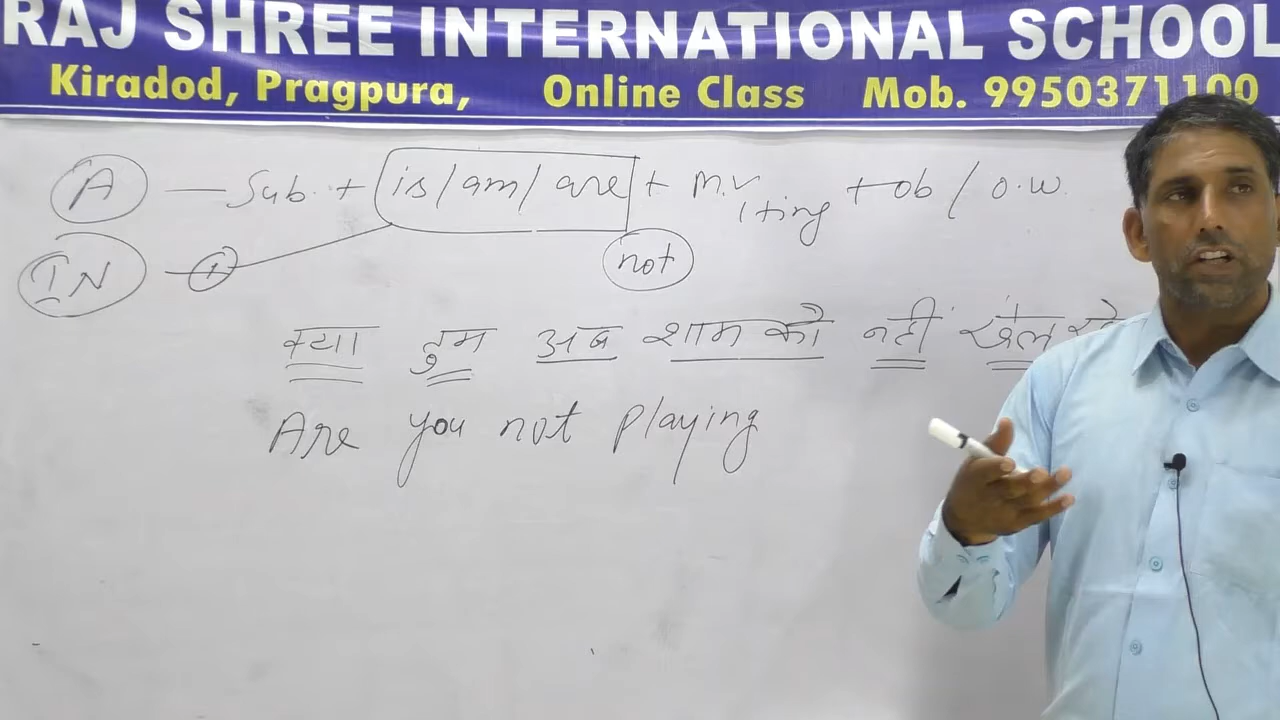 RAJ SHREE INTERNATIONAL SCHOOL
Kiradod, Pragpura, Online Class Mob. 9950371100
A — Sub. + is / am / are + M.V 1+ing + ob / o.w.
IN — 1 not
क्या तुम अब शाम को नहीं खेल
Are you not playing